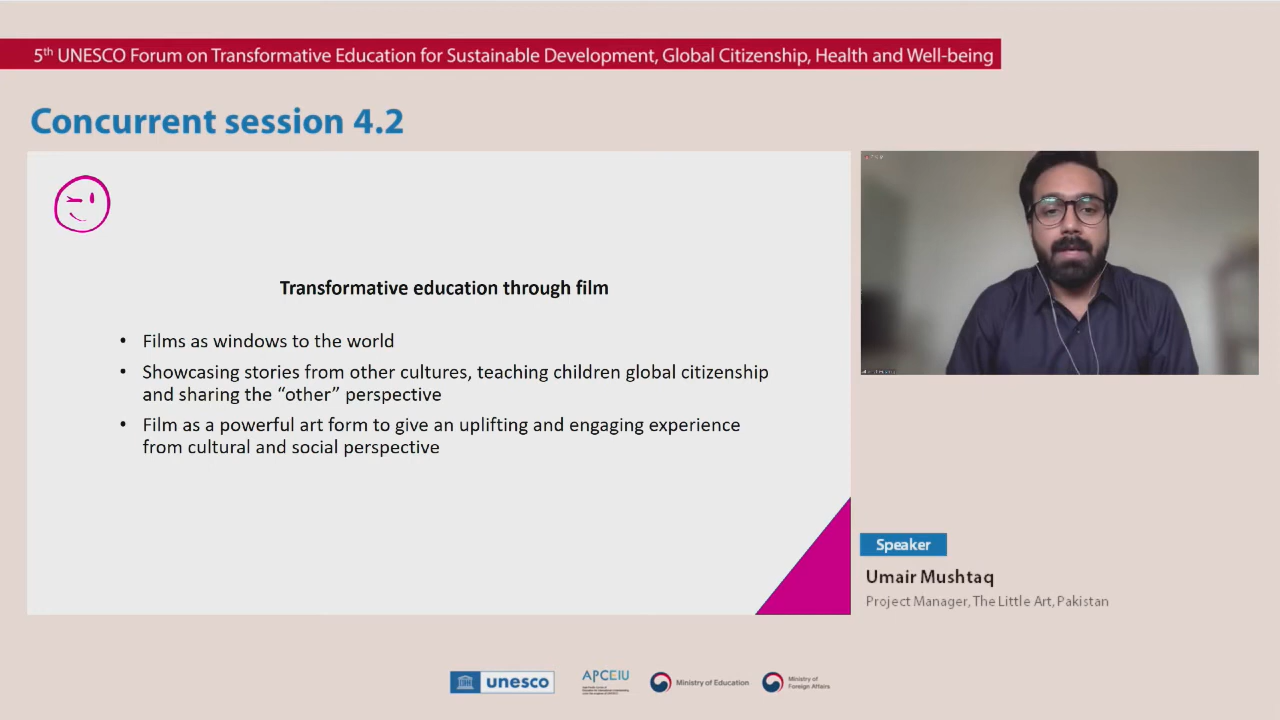 5th UNESCO Forum on Transformative Education for Sustainable Development, Global Citizenship, Health and Well-being
Concurrent session 4.2
Transformative education through film
• Films as windows to the world
• Showcasing stories from other cultures, teaching children global citizenship
and sharing the “other” perspective
• Film as a powerful art form to give an uplifting and engaging experience
from cultural and social perspective
Speaker
Umair Mushtaq
Project Manager, The Little Art, Pakistan
unesco
APCEIU
Ministry of Education
Ministry of
Foreign Affairs